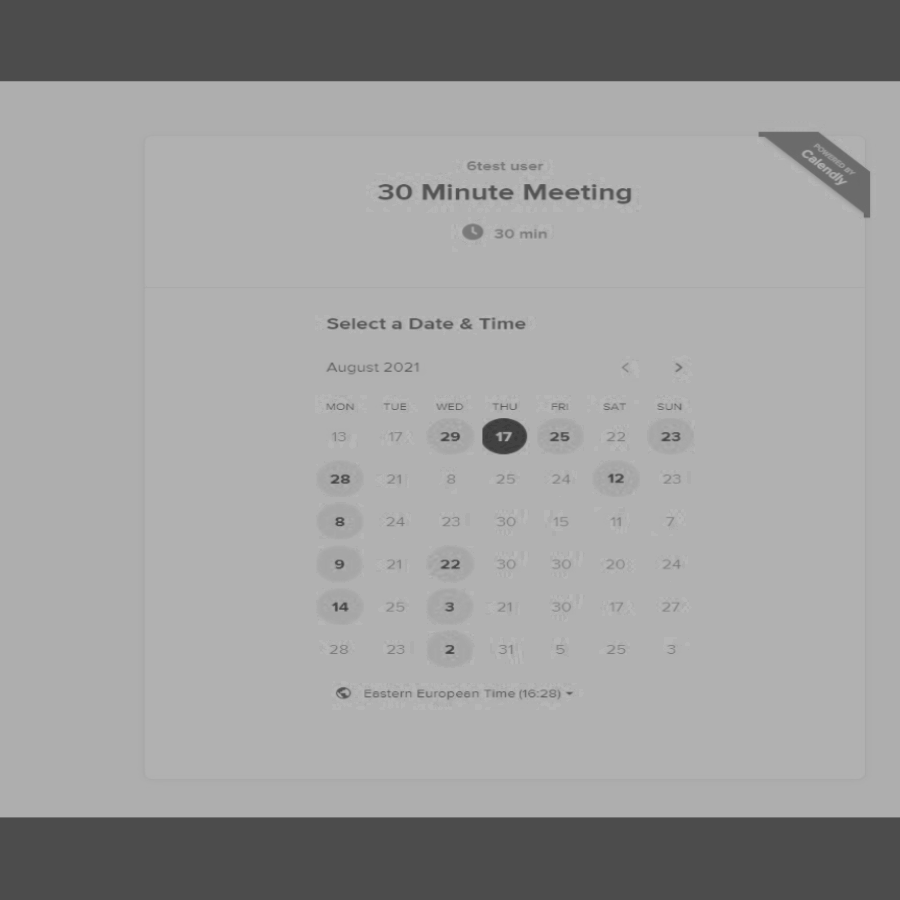 POWERED BY
Calendly
6test user
30 Minute Meeting
30 min
Select a Date & Time
August 2021
MON TUE WED THU FRI SAT SUN
13 17 29 17 25 22 23
28 21 8 25 24 12 23
8 24 23 30 15 11 7
9 21 22 30 30 20 24
14 25 3 21 30 17 27
28 23 2 31 5 25 3
Eastern European Time (16:28)